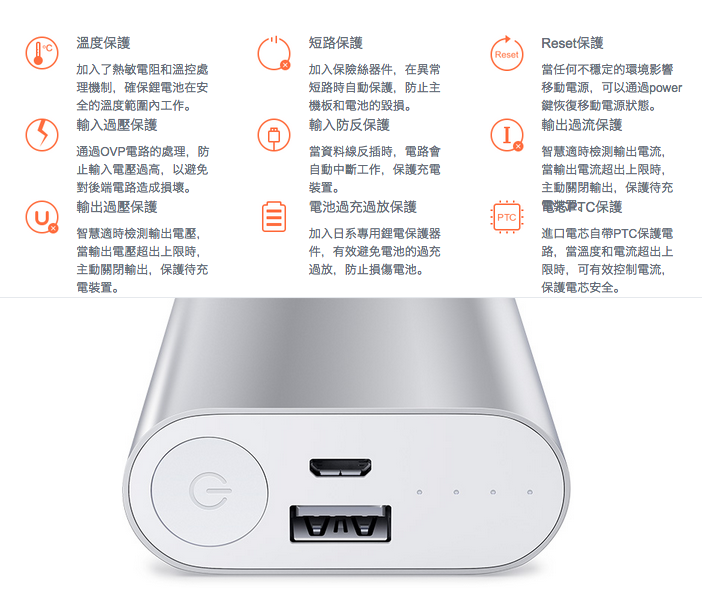 °C
溫度保護
加入了熱敏電阻和溫控處
理機制，確保鋰電池在安
全的溫度範圍內工作。
短路保護
加入保險絲器件，在異常
短路時自動保護，防止主
機板和電池的毀損。
Reset
Reset保護
當任何不穩定的環境影響
移動電源，可以通過power
鍵恢復移動電源狀態。
輸入過壓保護
通過OVP電路的處理，防
止輸入電壓過高，以避免
對後端電路造成損壞。
輸入防反保護
當資料線反插時，電路會
自動中斷工作，保護充電
裝置。
I
輸出過流保護
智慧適時檢測輸出電流，
當輸出電流超出上限時，
主動關閉輸出，保護待充
電裝置。
U
輸出過壓保護
智慧適時檢測輸出電壓，
當輸出電壓超出上限時，
主動關閉輸出，保護待充
電裝置。
電池過充過放保護
加入日系專用鋰電保護器
件，有效避免電池的過充
過放，防止損傷電池。
PTC
電芯PTC保護
進口電芯自帶PTC保護電
路，當溫度和電流超出上
限時，可有效控制電流，
保護電芯安全。